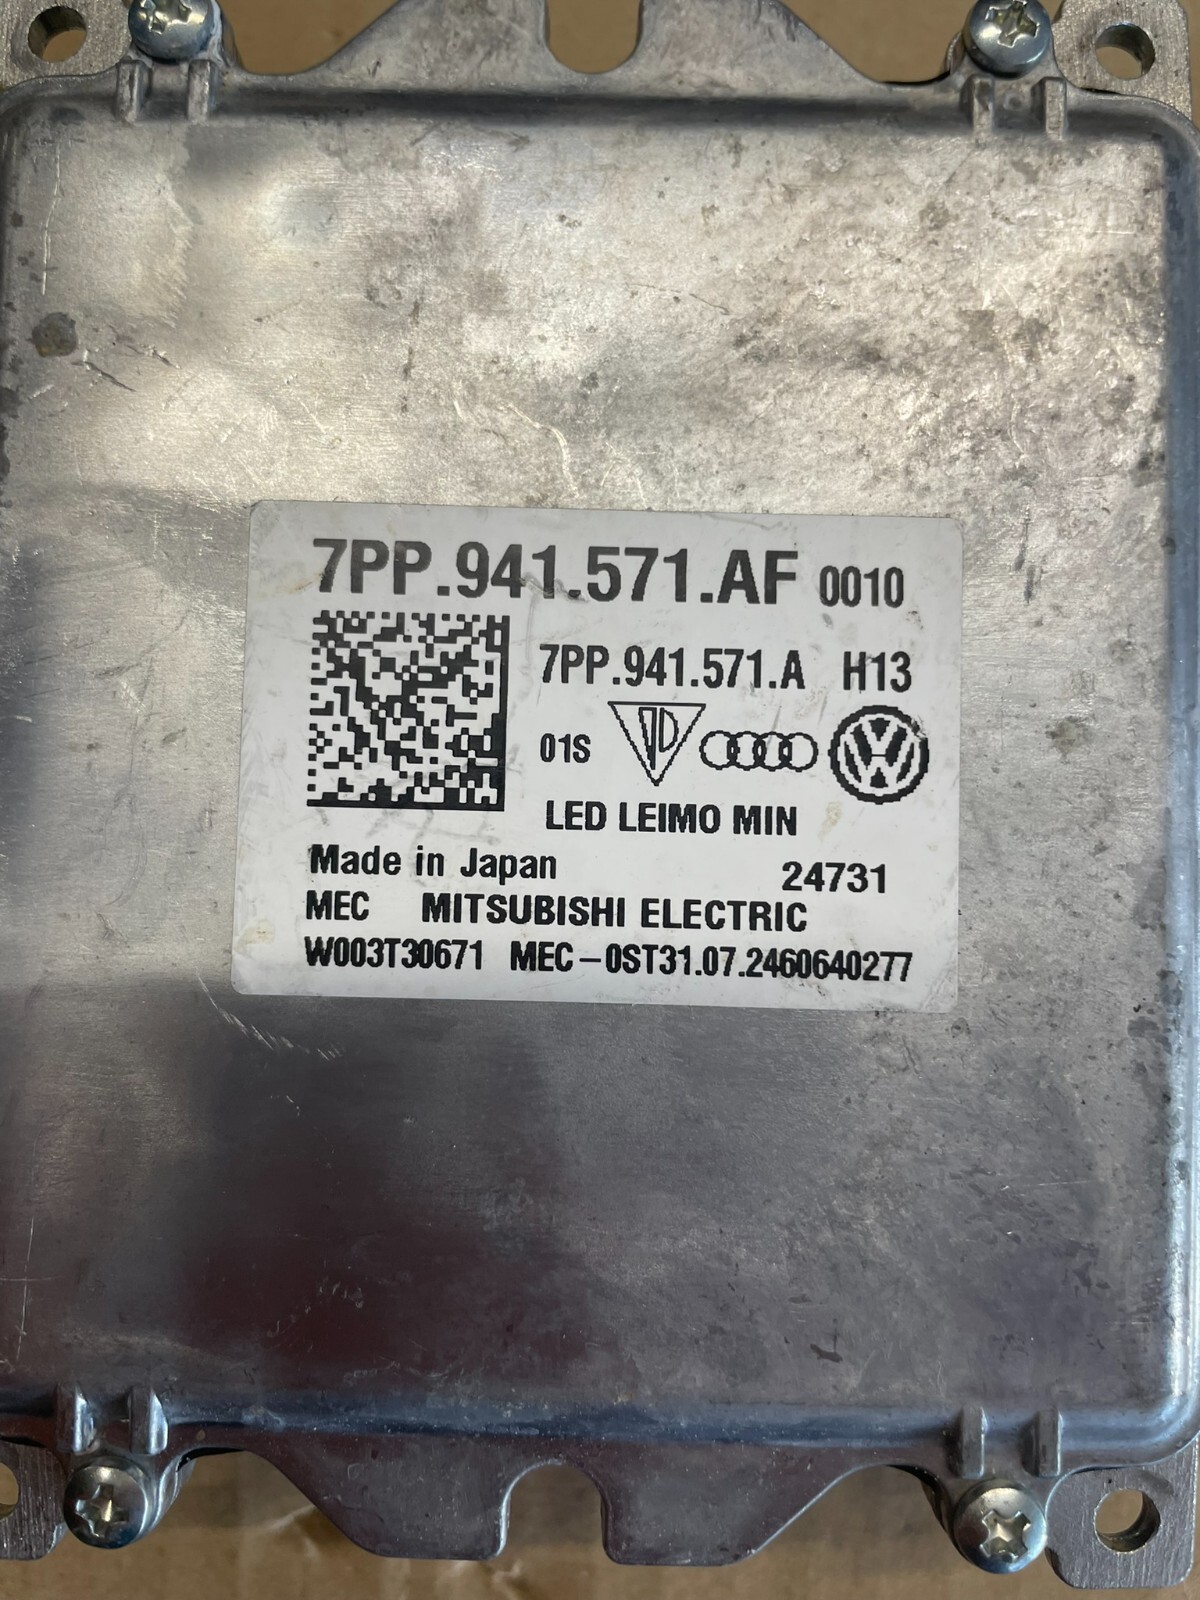 7PP.941.571.AF 0010
7PP.941.571.A H13
01S
LED LEIMO MIN
Made in Japan 24731
MEC MITSUBISHI ELECTRIC
W003T30671 MEC-0ST31.07.2460640277